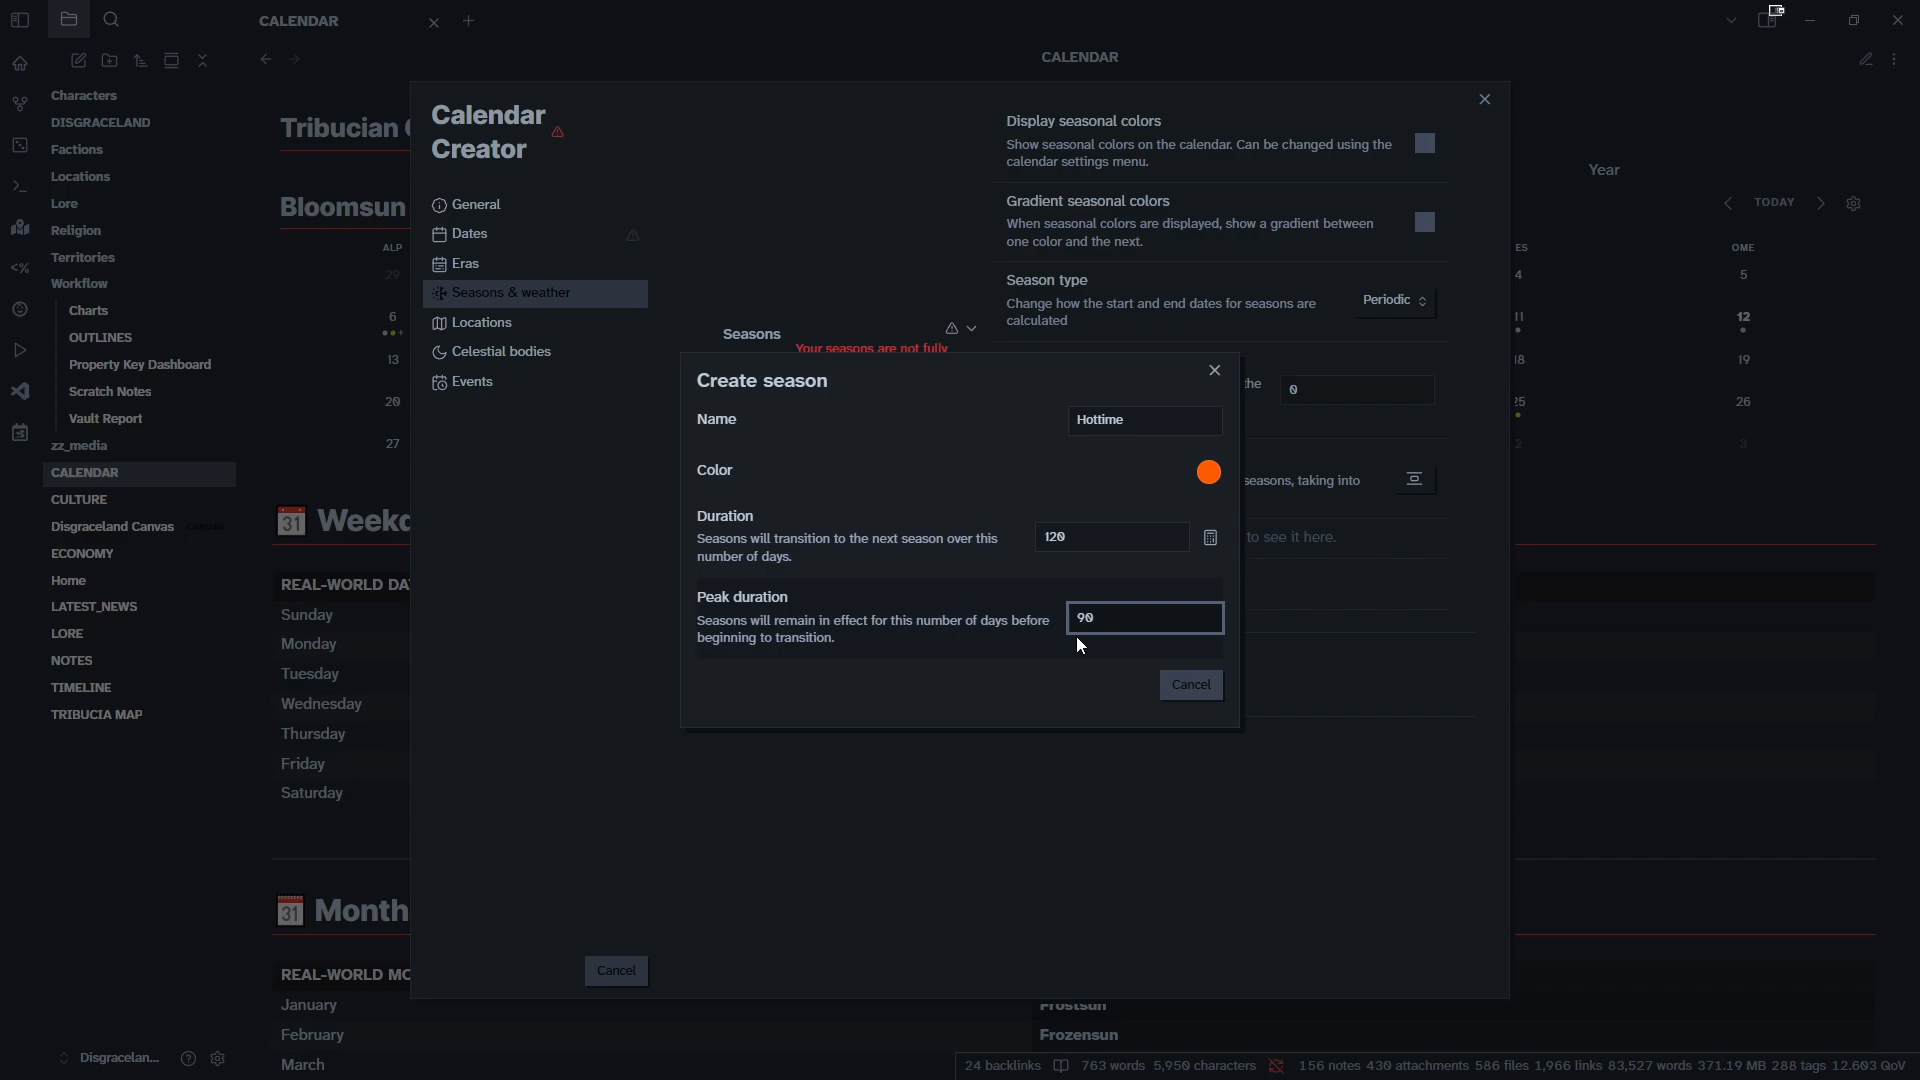 CALENDAR
CALENDAR
Characters
DISGRACELAND
Factions
Locations
Lore
Religion
Territories
Workflow
Charts
OUTLINES
Property Key Dashboard
Scratch Notes
Vault Report
zz_media
CALENDAR
CULTURE
Disgraceland Canvas CANVAS
ECONOMY
Home
LATEST_NEWS
LORE
NOTES
TIMELINE
TRIBUCIA MAP
Disgracelan...
Tribucian
Bloomsun
ALP
29
6
13
20
27
31
REAL-WORLD DA
Sunday
Monday
Tuesday
Wednesday
Thursday
Friday
Saturday
31 Month
REAL-WORLD MO
January
February
March
Calendar
Creator
General
Dates
Eras
Seasons & weather
Locations
Celestial bodies
Events
Cancel
Display seasonal colors
Show seasonal colors on the calendar. Can be changed using the
calendar settings menu.
Gradient seasonal colors
When seasonal colors are displayed, show a gradient between
one color and the next.
Season type
Change how the start and end dates for seasons are
calculated
Periodic
Seasons
Your seasons are not fully
the
0
seasons, taking into
to see it here.
Create season
Name
Hottime
Color
Duration
Seasons will transition to the next season over this
number of days.
120
Peak duration
Seasons will remain in effect for this number of days before
beginning to transition.
90
Cancel
Year
TODAY
ES
OME
4
5
11
12
18
19
25
26
2
3
Frostsun
Frozensun
24 backlinks 763 words 5,950 characters 156 notes 430 attachments 586 files 1,966 links 83,527 words 371.19 MB 288 tags 12.603 QoV